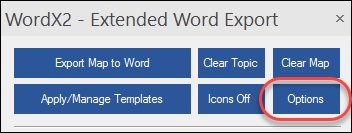 WordX2 - Extended Word Export
Export Map to Word Clear Topic Clear Map
Apply/Manage Templates Icons Off Options